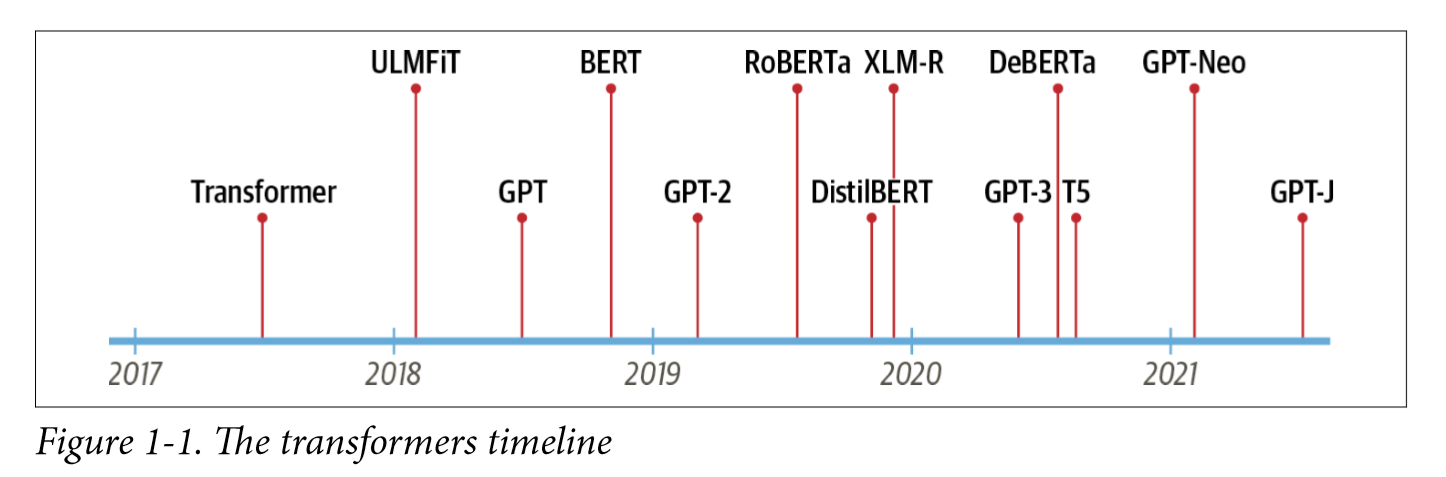 ULMFiT BERT RoBERTa XLM-R DeBERTa GPT-Neo
Transformer GPT GPT-2 DistilBERT GPT-3 T5 GPT-J
2017 2018 2019 2020 2021
Figure 1-1. The transformers timeline